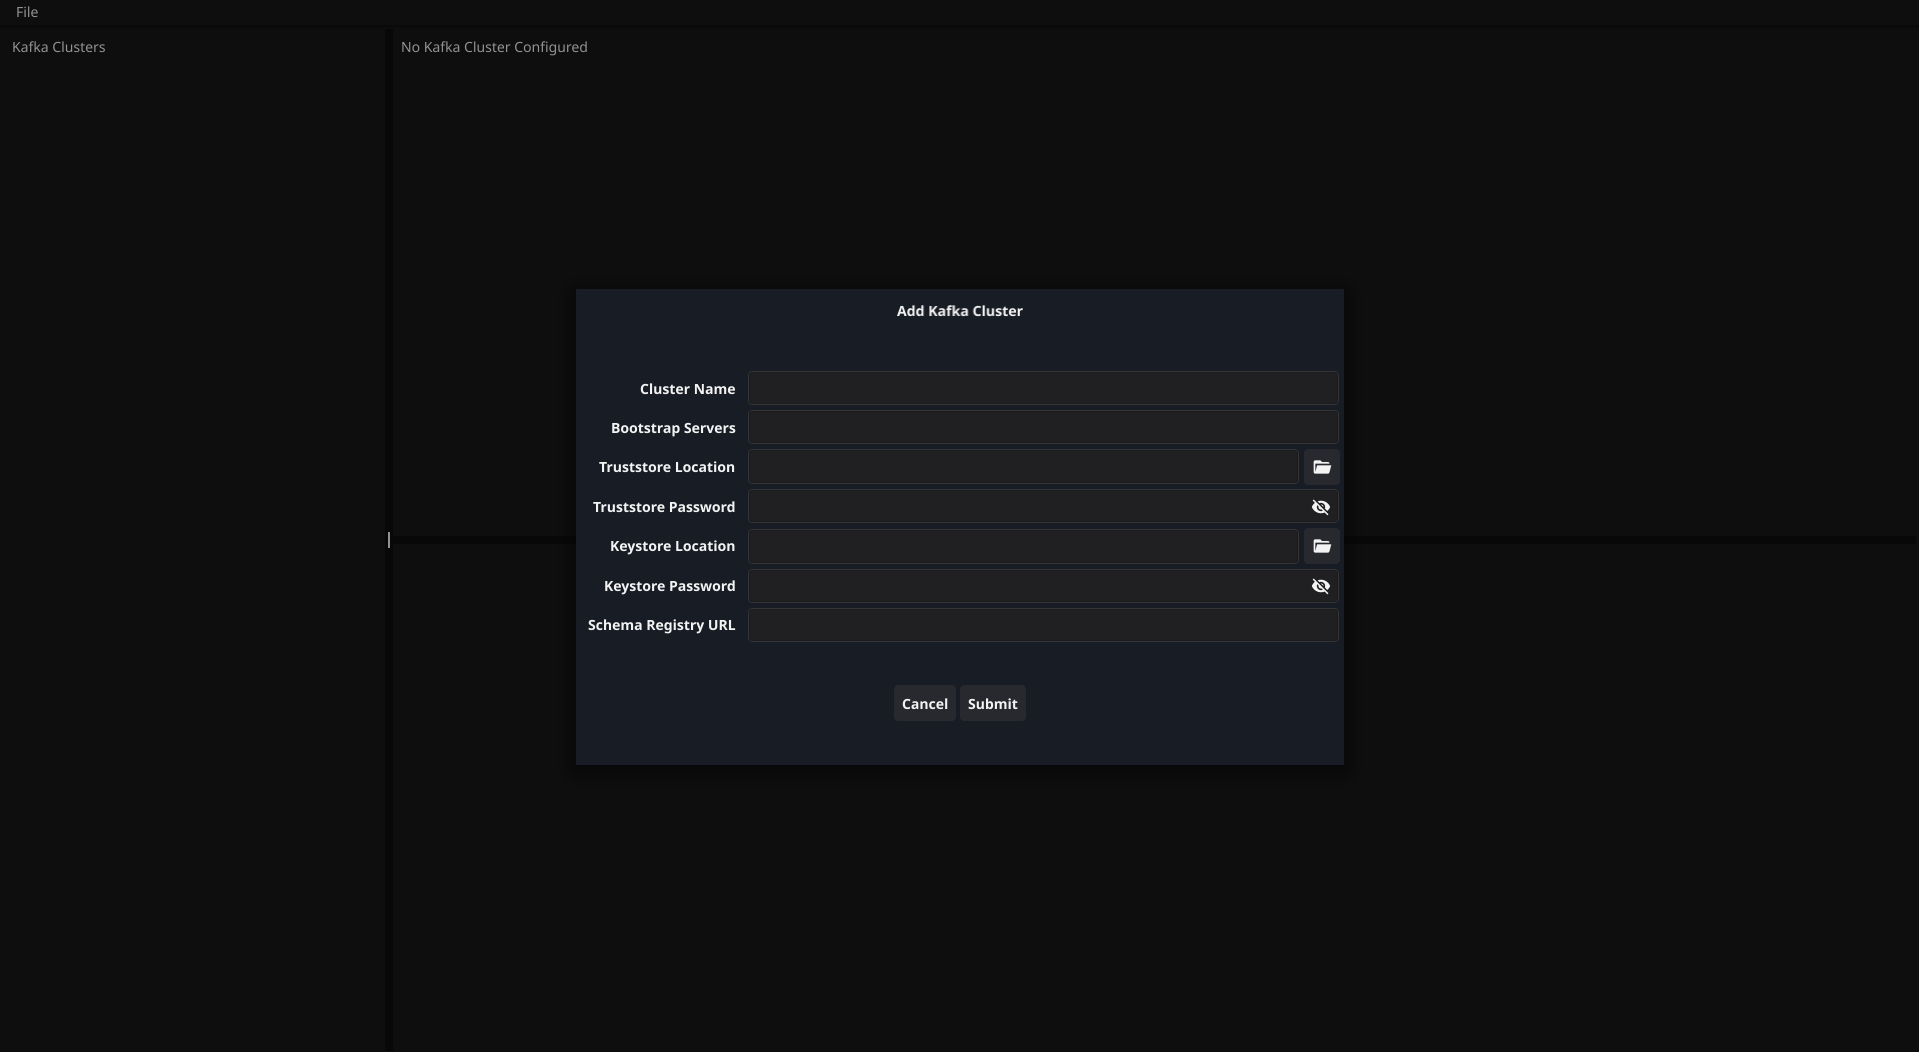 File
Kafka Clusters
No Kafka Cluster Configured
Add Kafka Cluster
Cluster Name
Bootstrap Servers
Truststore Location
Truststore Password
Keystore Location
Keystore Password
Schema Registry URL
Cancel Submit